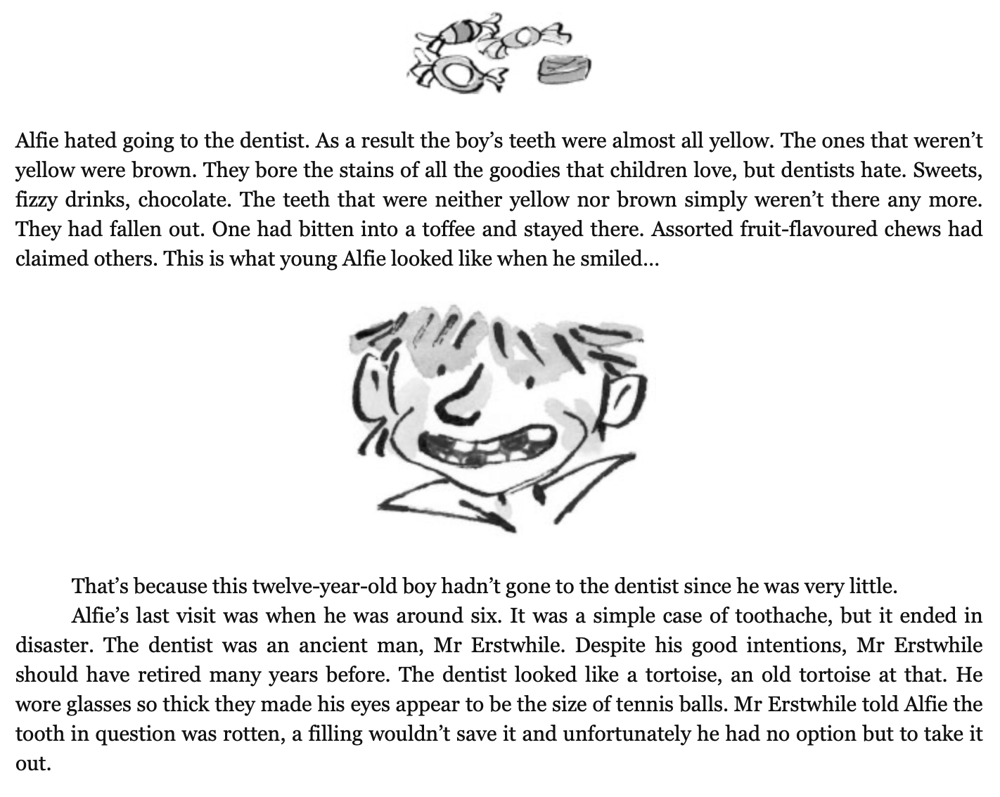 Alfie hated going to the dentist. As a result the boy’s teeth were almost all yellow. The ones that weren’t
yellow were brown. They bore the stains of all the goodies that children love, but dentists hate. Sweets,
fizzy drinks, chocolate. The teeth that were neither yellow nor brown simply weren’t there any more.
They had fallen out. One had bitten into a toffee and stayed there. Assorted fruit-flavoured chews had
claimed others. This is what young Alfie looked like when he smiled…
That’s because this twelve-year-old boy hadn’t gone to the dentist since he was very little.
Alfie’s last visit was when he was around six. It was a simple case of toothache, but it ended in
disaster. The dentist was an ancient man, Mr Erstwhile. Despite his good intentions, Mr Erstwhile
should have retired many years before. The dentist looked like a tortoise, an old tortoise at that. He
wore glasses so thick they made his eyes appear to be the size of tennis balls. Mr Erstwhile told Alfie the
tooth in question was rotten, a filling wouldn’t save it and unfortunately he had no option but to take it
out.